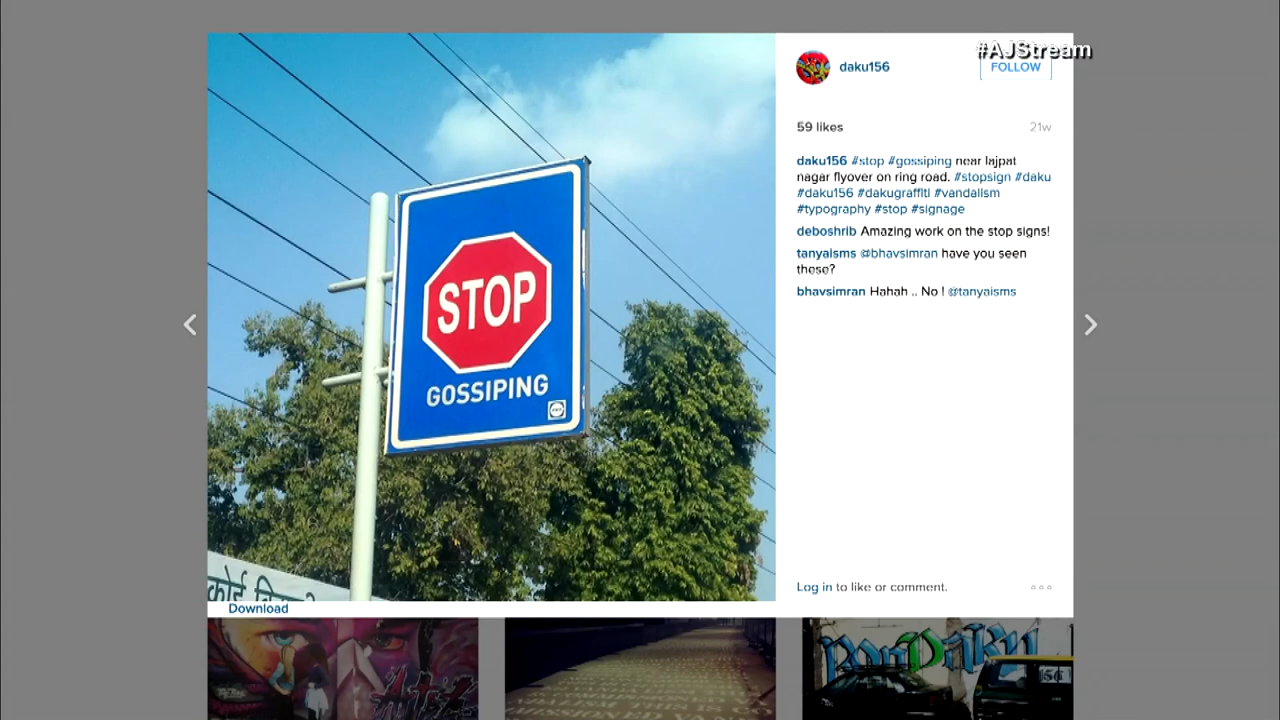 #AJStream
daku156
FOLLOW
59 likes
21w
daku156 #stop #gossiping near lajpat
nagar flyover on ring road. #stopsign #daku
#daku156 #dakugraffiti #vandalism
#typography #stop #signage
deboshrib Amazing work on the stop signs!
tanyaisms @bhavsimran have you seen
these?
bhavsimran Hahah .. No ! @tanyaisms
STOP
GOSSIPING
कोई
Log in to like or comment.
Download
156